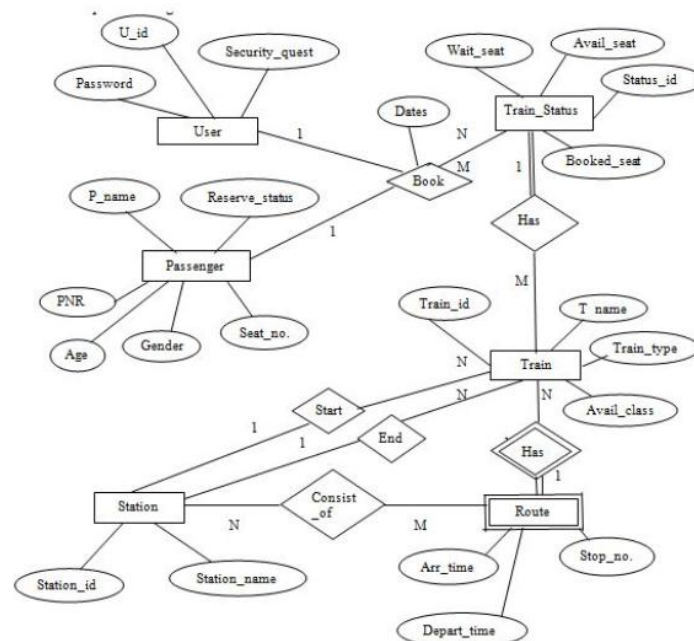 U_id
Security_quest
Password
User
1
Dates
Wait_seat
Avail_seat
Status_id
Train_Status
Booked_seat
N
M
Book
1
Has
M
P_name
Reserve_status
1
Passenger
PNR
Age
Gender
Seat_no.
Train_id
T_name
Train_type
Train
Avail_class
N
N
N
Start
End
1
1
Has
1
Station
N
Consist
_of
M
Route
Station_id
Station_name
Arr_time
Stop_no.
Depart_time